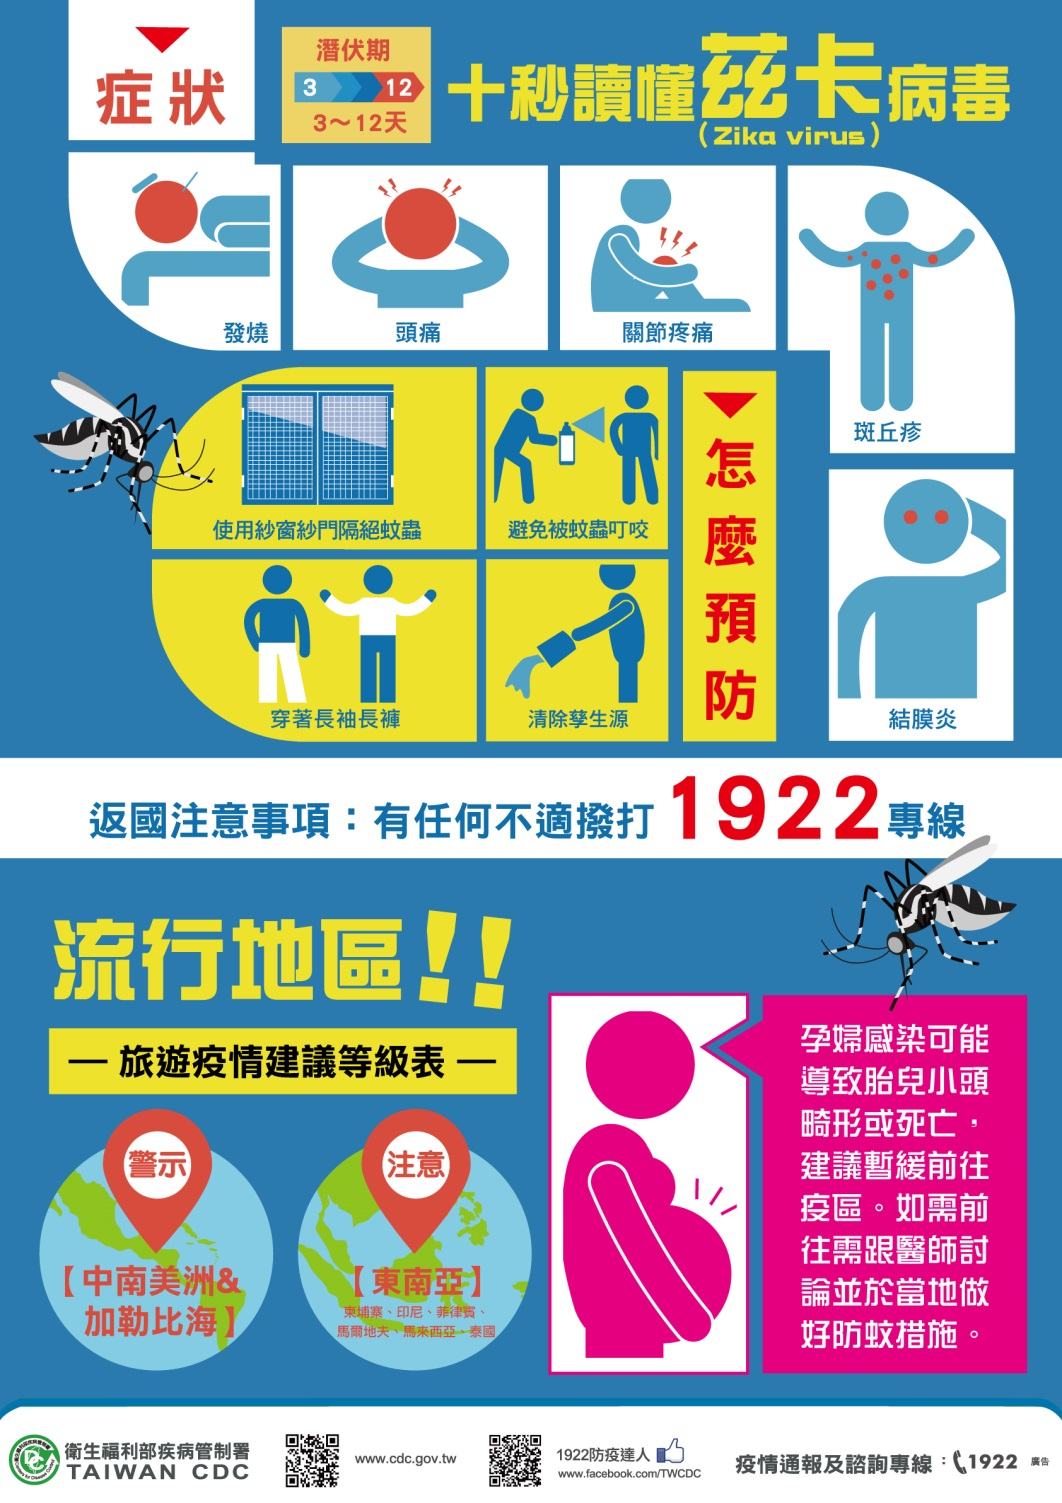 症狀
潛伏期
3 12
3～12天
十秒讀懂茲卡病毒
(Zika virus)
發燒
頭痛
關節疼痛
斑丘疹
使用紗窗紗門隔絕蚊蟲
避免被蚊蟲叮咬
怎麼預防
穿著長袖長褲
清除孳生源
結膜炎
返國注意事項：有任何不適撥打1922專線
流行地區!!
— 旅遊疫情建議等級表 —
警示
【中南美洲&
加勒比海】
注意
【東南亞】
柬埔寨、印尼、菲律賓、
馬爾地夫、馬來西亞、泰國
孕婦感染可能
導致胎兒小頭
畸形或死亡，
建議暫緩前往
疫區。如需前
往需跟醫師討
論並於當地做
好防蚊措施。
衛生福利部疾病管制署
TAIWAN CDC
www.cdc.gov.tw
1922防疫達人
www.facebook.com/TWCDC
疫情通報及諮詢專線：1922 廣告